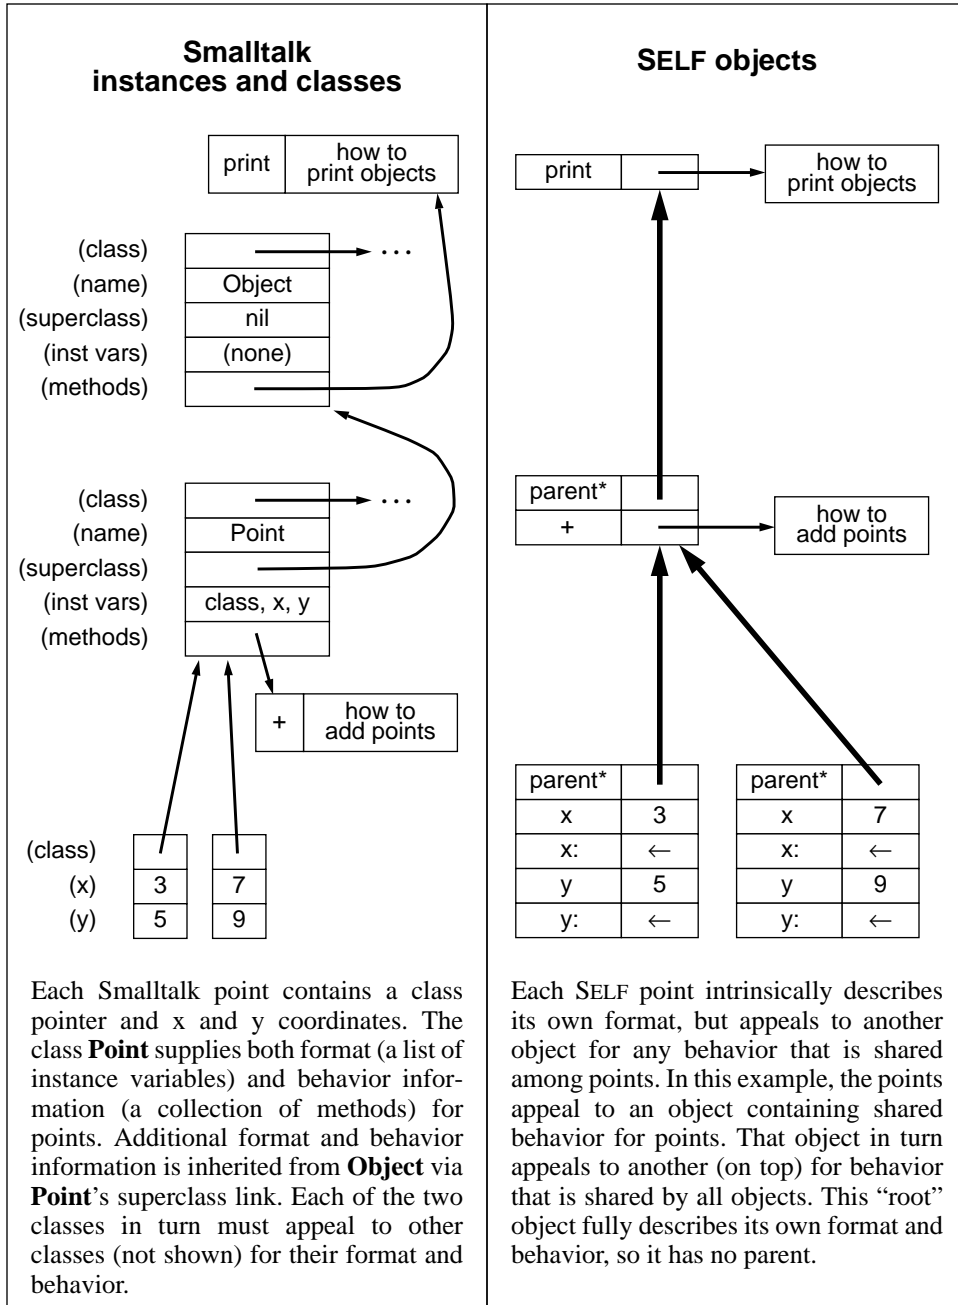 Smalltalk
instances and classes
print
how to
print objects
(class)
...
(name)
Object
(superclass)
nil
(inst vars)
(none)
(methods)
(class)
...
(name)
Point
(superclass)
(inst vars)
class, x, y
(methods)
+
how to
add points
(class)
(x)
3
7
(y)
5
9
Each Smalltalk point contains a class
pointer and x and y coordinates. The
class Point supplies both format (a list of
instance variables) and behavior infor-
mation (a collection of methods) for
points. Additional format and behavior
information is inherited from Object via
Point’s superclass link. Each of the two
classes in turn must appeal to other
classes (not shown) for their format and
behavior.
SELF objects
print
how to
print objects
parent*
+
how to
add points
parent*
x
3
x:
←
y
5
y:
←
parent*
x
7
x:
←
y
9
y:
←
Each SELF point intrinsically describes
its own format, but appeals to another
object for any behavior that is shared
among points. In this example, the points
appeal to an object containing shared
behavior for points. That object in turn
appeals to another (on top) for behavior
that is shared by all objects. This “root”
object fully describes its own format and
behavior, so it has no parent.